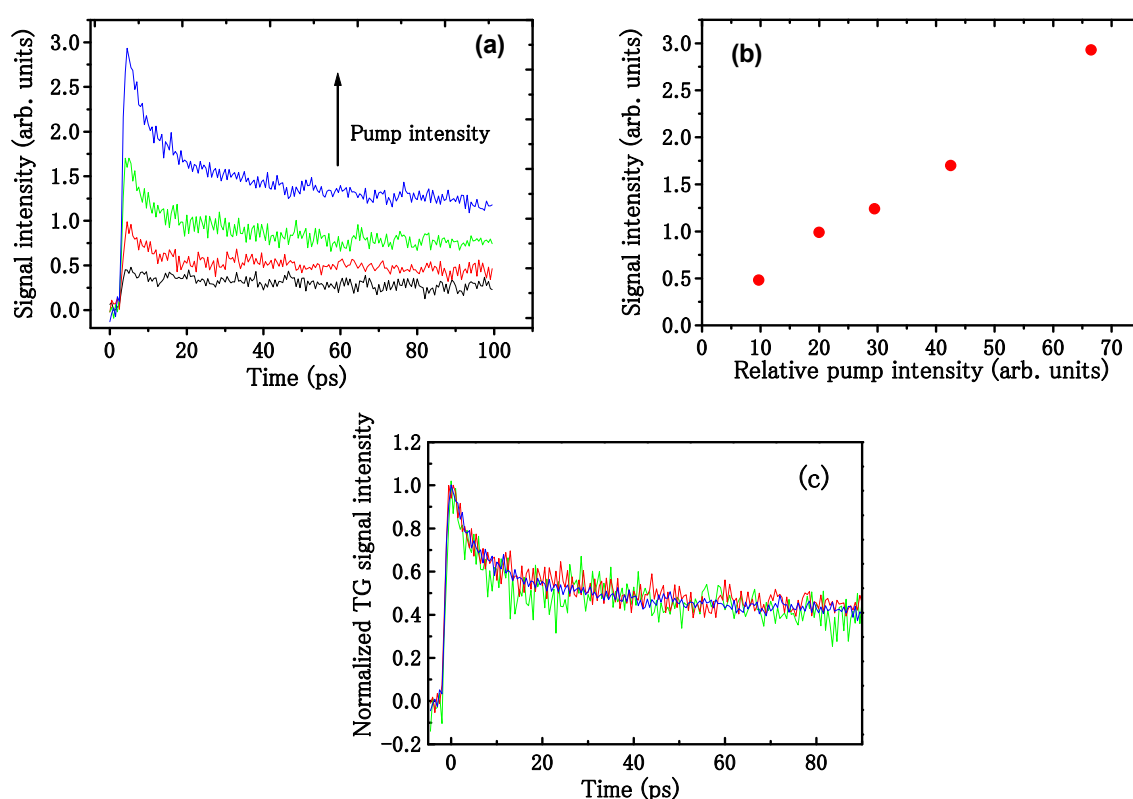 (a)
Signal intensity (arb. units)
3.0
2.5
2.0
1.5
1.0
0.5
0.0
Pump intensity
0 20 40 60 80 100
Time (ps)
(b)
Signal intensity (arb. units)
3.0
2.5
2.0
1.5
1.0
0.5
0.0
0 10 20 30 40 50 60 70
Relative pump intensity (arb. units)
(c)
Normalized TG signal intensity
1.2
1.0
0.8
0.6
0.4
0.2
0.0
-0.2
0 20 40 60 80
Time (ps)